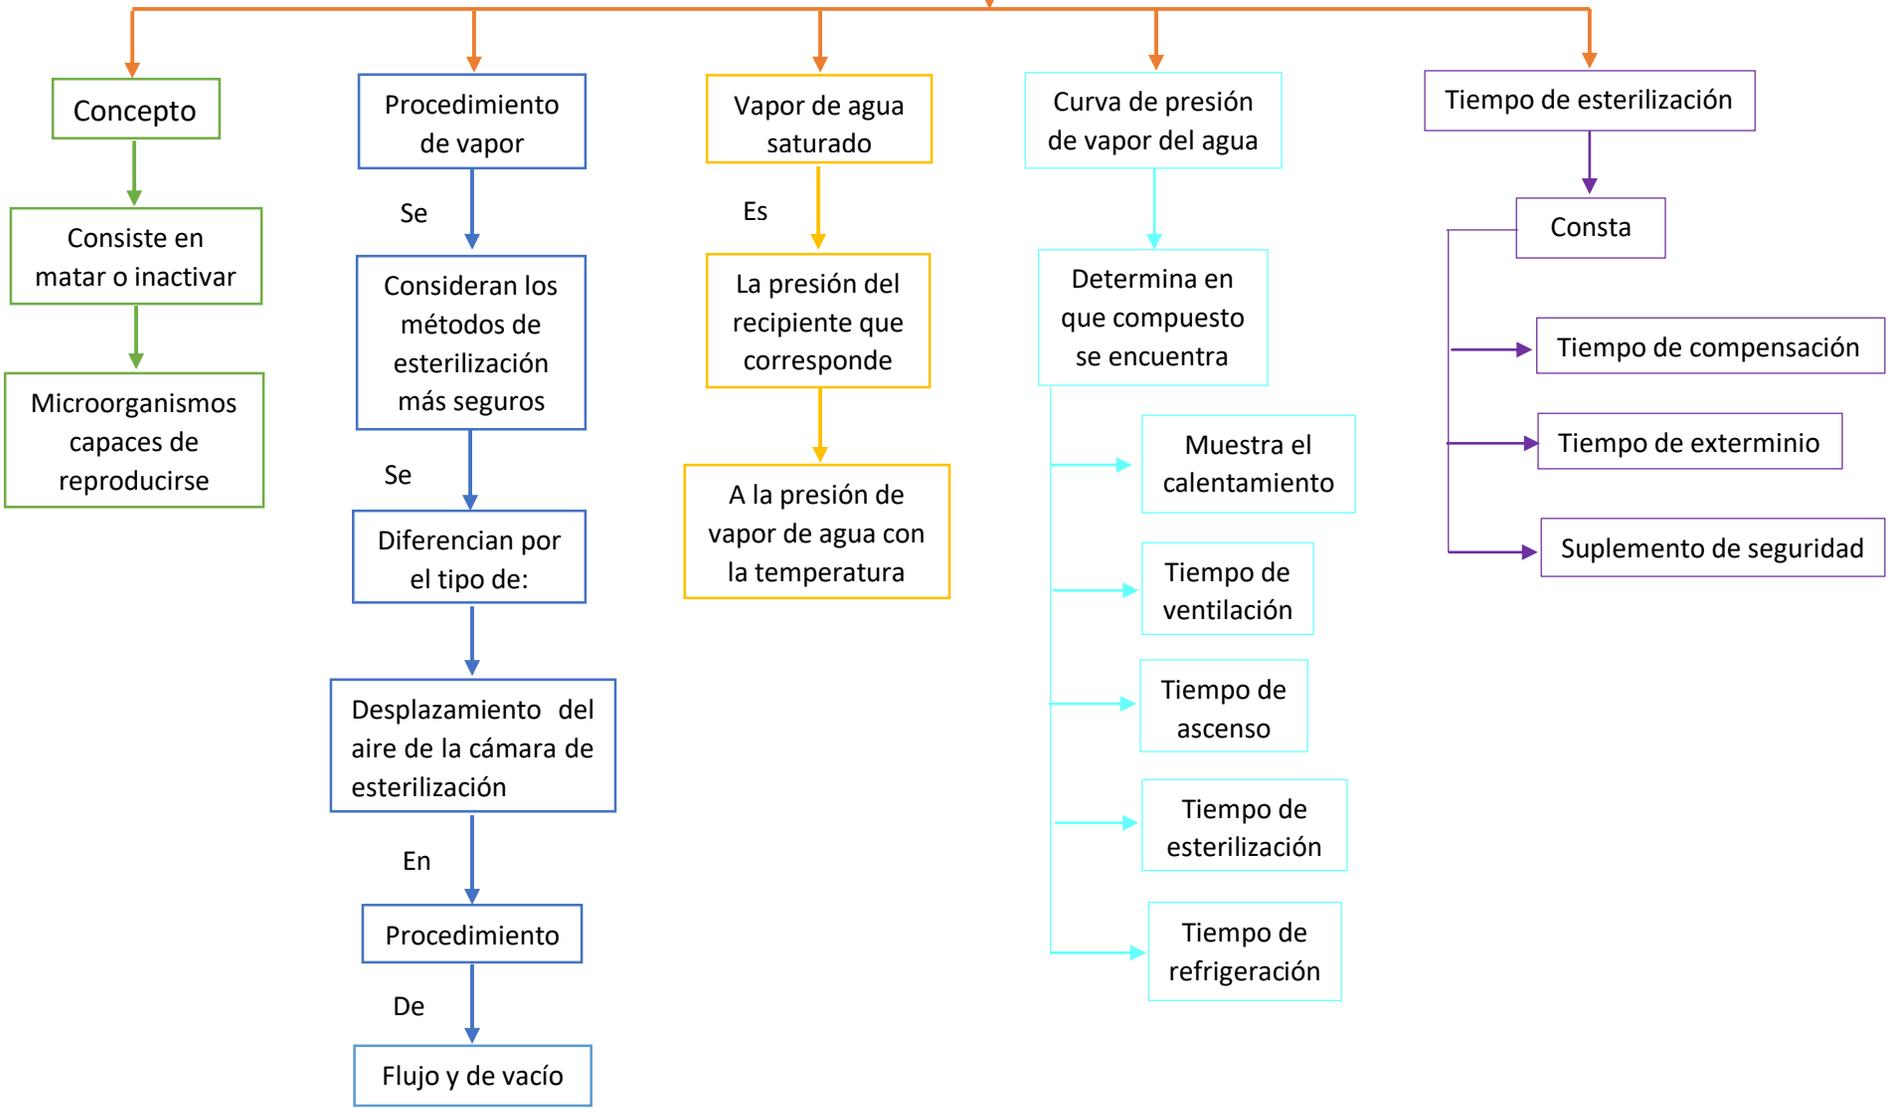 Concepto
Consiste en
matar o inactivar
Microorganismos
capaces de
reproducirse
Procedimiento
de vapor
Se
Consideran los
métodos de
esterilización
más seguros
Se
Diferencian por
el tipo de:
Desplazamiento del
aire de la cámara de
esterilización
En
Procedimiento
De
Flujo y de vacío
Vapor de agua
saturado
Es
La presión del
recipiente que
corresponde
A la presión de
vapor de agua con
la temperatura
Curva de presión
de vapor del agua
Determina en
que compuesto
se encuentra
Muestra el
calentamiento
Tiempo de
ventilación
Tiempo de
ascenso
Tiempo de
esterilización
Tiempo de
refrigeración
Tiempo de esterilización
Consta
Tiempo de compensación
Tiempo de exterminio
Suplemento de seguridad